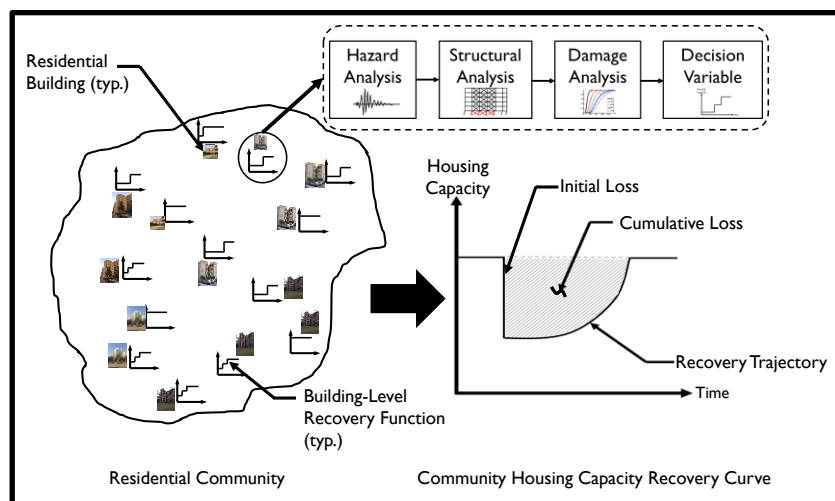 Residential
Building (typ.)
Hazard
Analysis
Structural
Analysis
Damage
Analysis
Decision
Variable
Housing
Capacity
Initial Loss
Cumulative Loss
Recovery Trajectory
Time
Building-Level
Recovery Function
(typ.)
Residential Community
Community Housing Capacity Recovery Curve